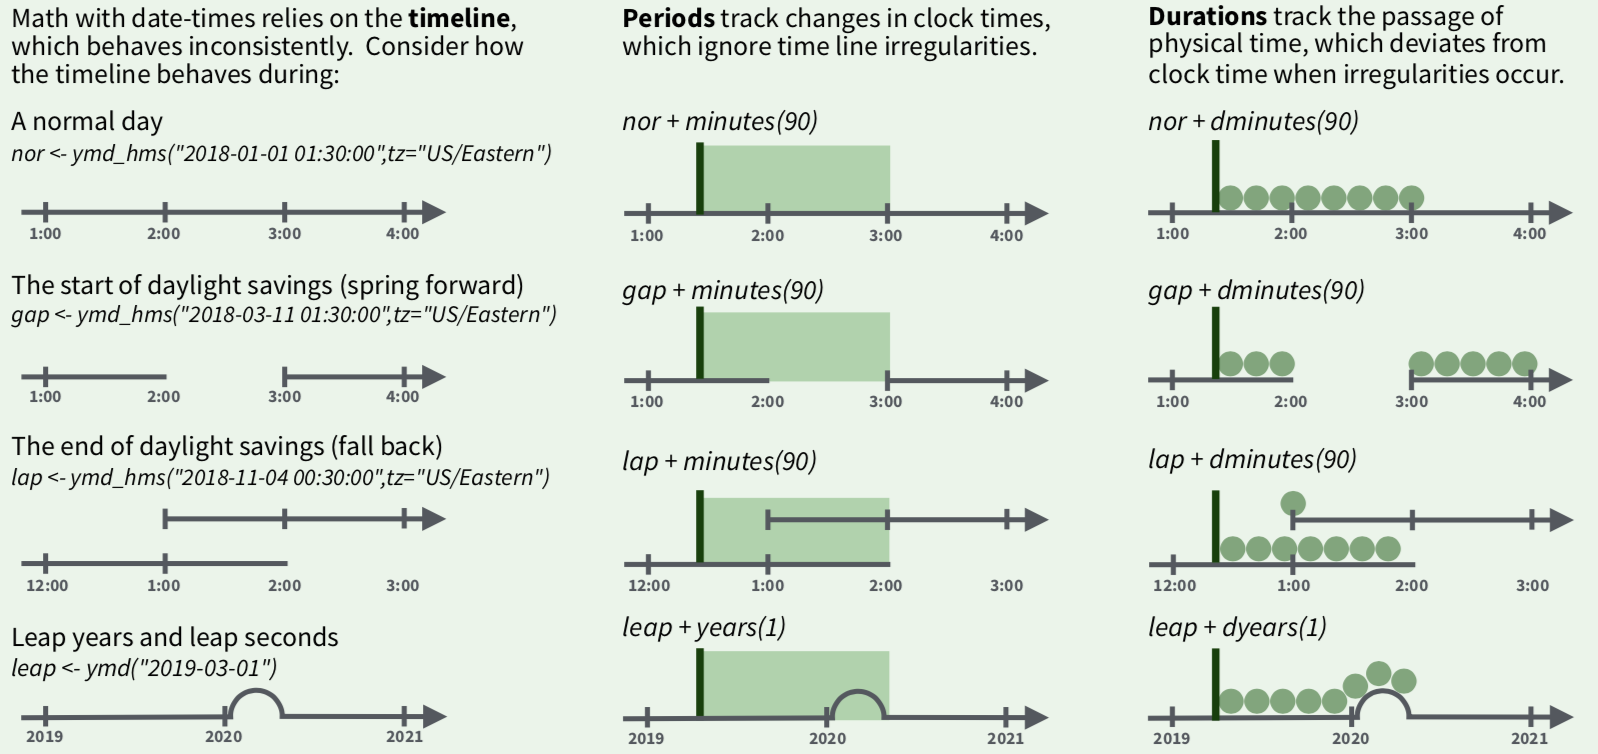 Math with date-times relies on the timeline,
which behaves inconsistently. Consider how
the timeline behaves during:
A normal day
nor <- ymd_hms("2018-01-01 01:30:00",tz="US/Eastern")
1:00 2:00 3:00 4:00
The start of daylight savings (spring forward)
gap <- ymd_hms("2018-03-11 01:30:00",tz="US/Eastern")
1:00 2:00 3:00 4:00
The end of daylight savings (fall back)
lap <- ymd_hms("2018-11-04 00:30:00",tz="US/Eastern")
12:00 1:00 2:00 3:00
Leap years and leap seconds
leap <- ymd("2019-03-01")
2019 2020 2021
Periods track changes in clock times,
which ignore time line irregularities.
nor + minutes(90)
1:00 2:00 3:00 4:00
gap + minutes(90)
1:00 2:00 3:00 4:00
lap + minutes(90)
12:00 1:00 2:00 3:00
leap + years(1)
2019 2020 2021
Durations track the passage of
physical time, which deviates from
clock time when irregularities occur.
nor + dminutes(90)
1:00 2:00 3:00 4:00
gap + dminutes(90)
1:00 2:00 3:00 4:00
lap + dminutes(90)
12:00 1:00 2:00 3:00
leap + dyears(1)
2019 2020 2021